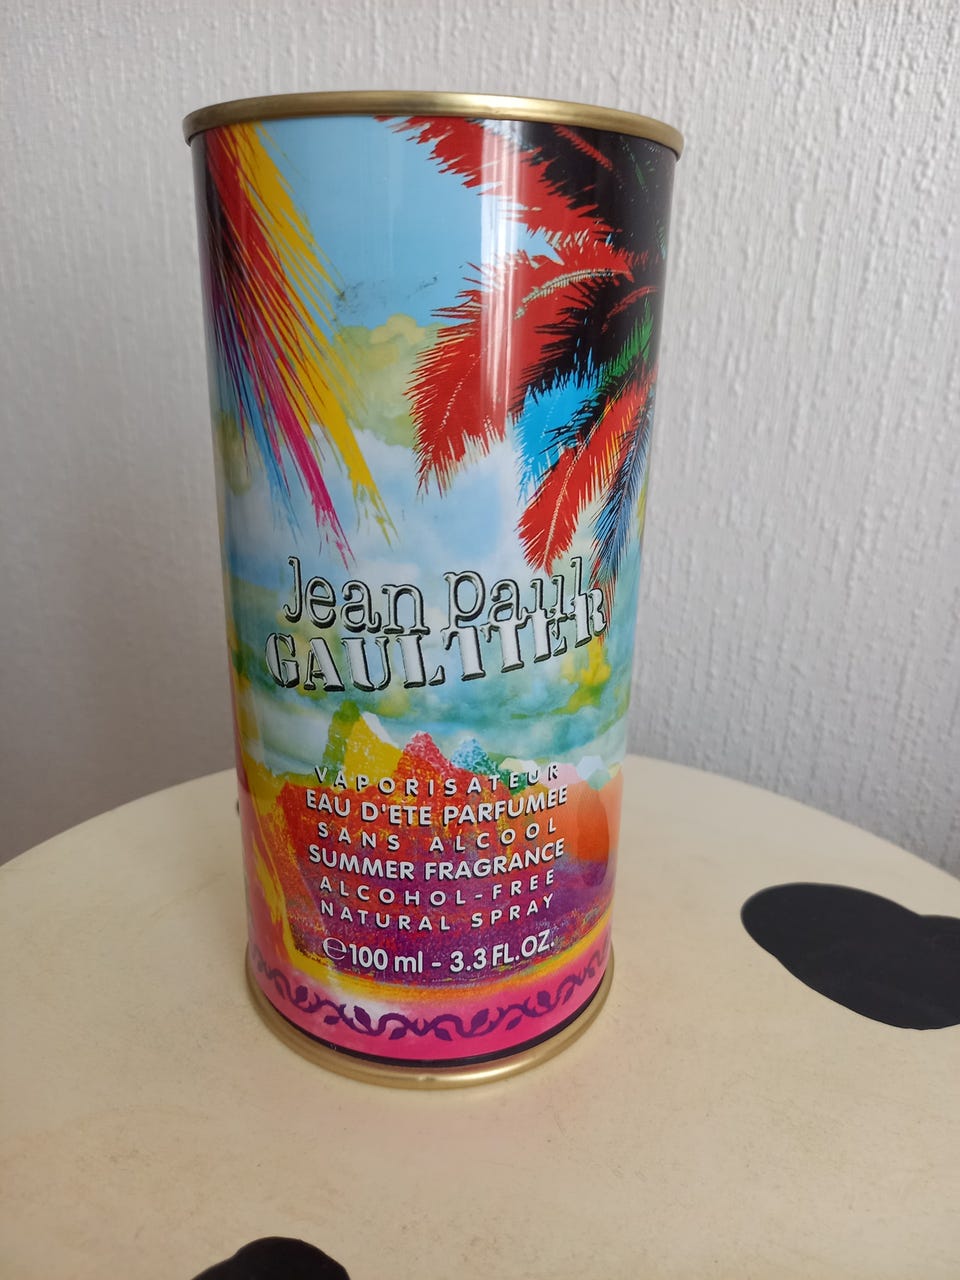 Jean Paul
GAULTIER
VAPORISATEUR
EAU D'ETE PARFUMEE
SANS ALCOOL
SUMMER FRAGRANCE
ALCOHOL-FREE
NATURAL SPRAY
℮100 ml - 3.3 FL.OZ.